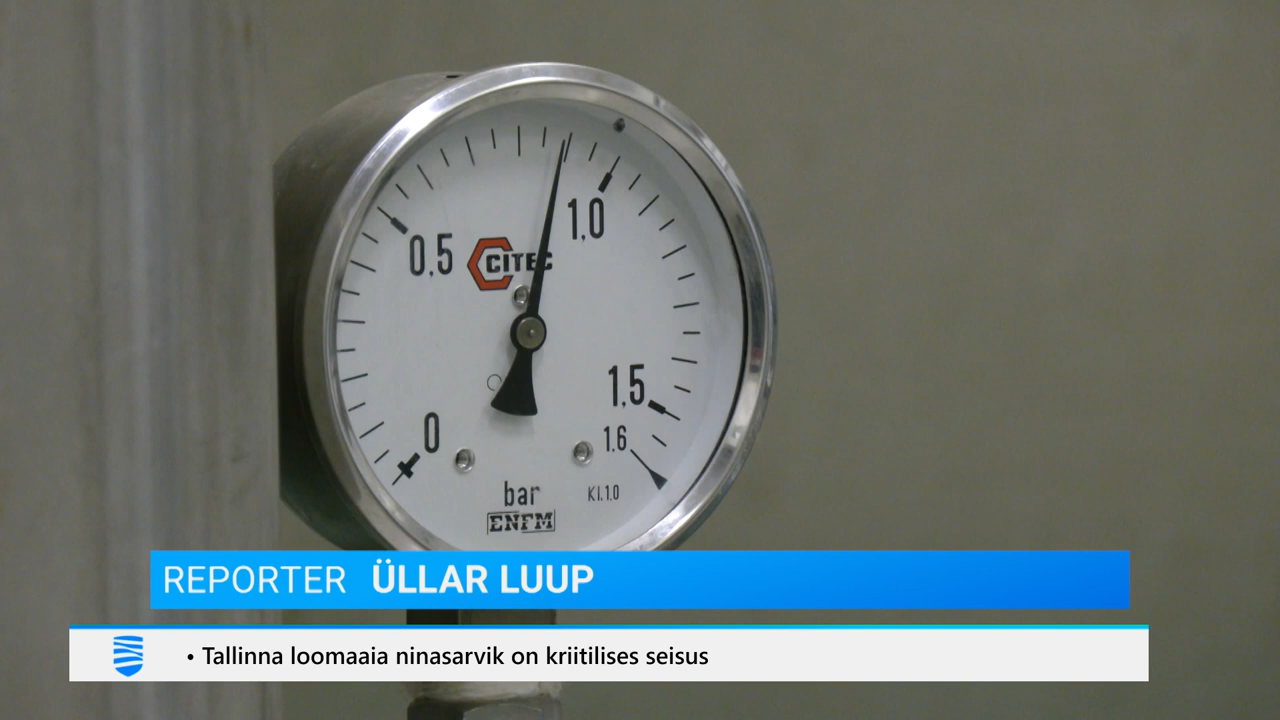 0,5
CITEC
1,0
1,5
0
1.6
bar
Kl.1,0
ENFM
REPORTER ÜLLAR LUUP
• Tallinna loomaaia ninasarvik on kriitilises seisus